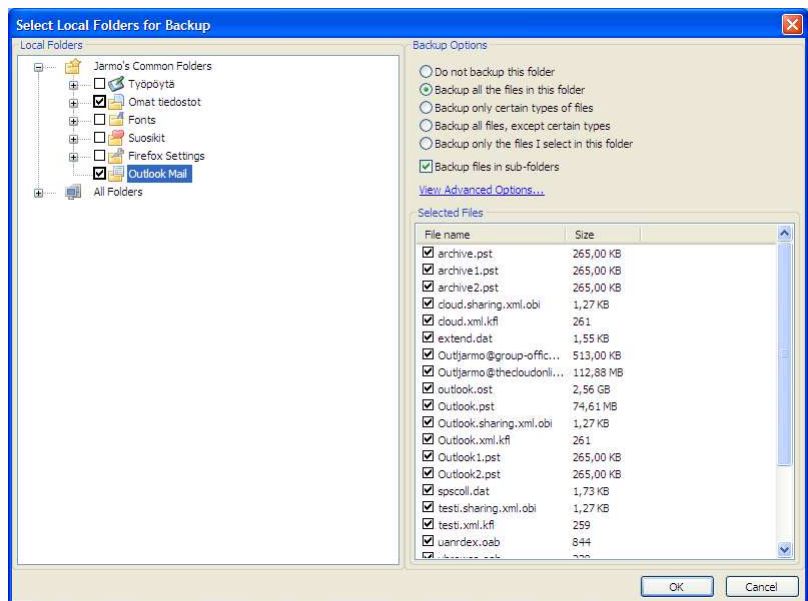 Select Local Folders for Backup
Local Folders
Jarmo's Common Folders
Työpöytä
Omat tiedostot
Fonts
Suosikit
Firefox Settings
Outlook Mail
All Folders
Backup Options
Do not backup this folder
Backup all the files in this folder
Backup only certain types of files
Backup all files, except certain types
Backup only the files I select in this folder
Backup files in sub-folders
View Advanced Options...
Selected Files
File name Size
archive.pst 265,00 KB
archive1.pst 265,00 KB
archive2.pst 265,00 KB
cloud.sharing.xml.obi 1,27 KB
cloud.xml.kfl 261
extend.dat 1,55 KB
Outljarmo@group-offic... 513,00 KB
Outljarmo@thecloudonli... 112,88 MB
outlook.ost 2,56 GB
Outlook.pst 74,61 MB
Outlook.sharing.xml.obi 1,27 KB
Outlook.xml.kfl 261
Outlook1.pst 265,00 KB
Outlook2.pst 265,00 KB
spscoll.dat 1,73 KB
testi.sharing.xml.obi 1,27 KB
testi.xml.kfl 259
uanrdex.oab 844
OK Cancel